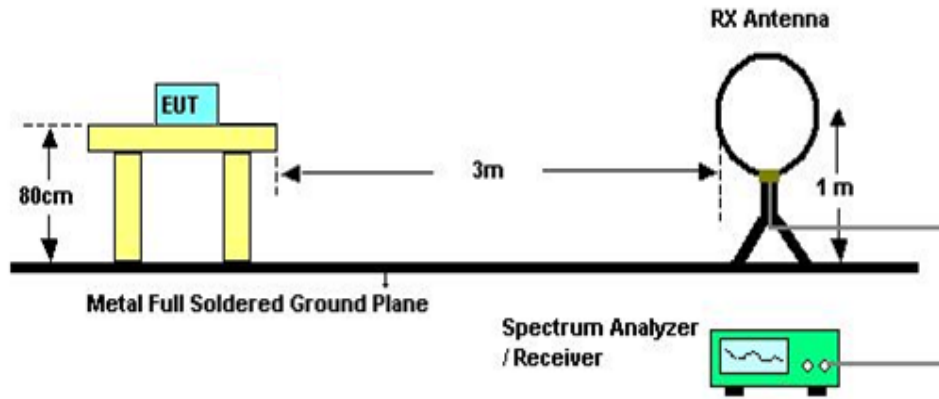 RX Antenna
EUT
3m
80cm
1 m
Metal Full Soldered Ground Plane
Spectrum Analyzer
/ Receiver